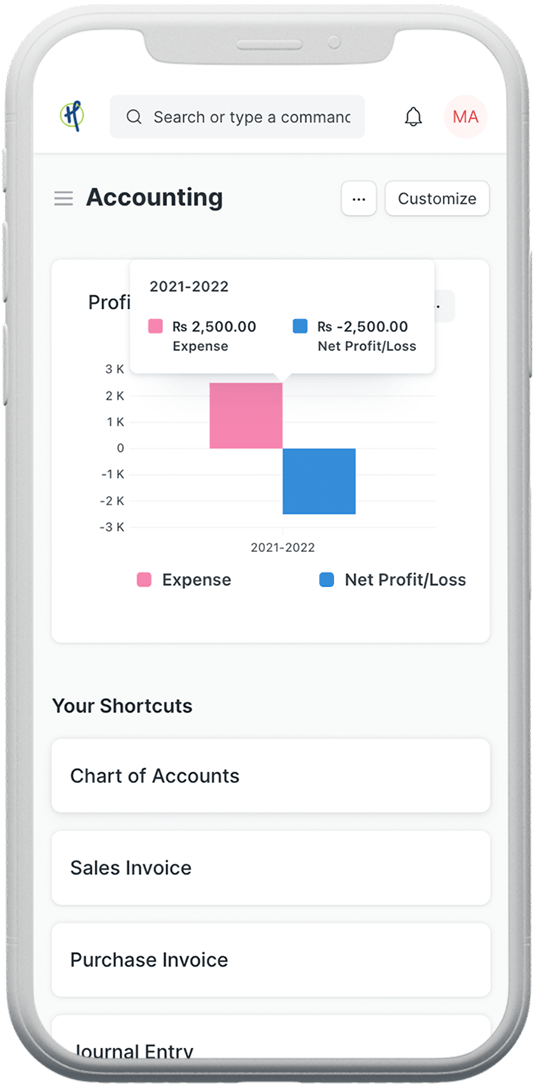 Search or type a comman
MA
Accounting
...
Customize
2021-2022
Profi
₨ 2,500.00
₨ -2,500.00
Expense
Net Profit/Loss
3 K
2 K
1 K
0
-1 K
-2 K
-3 K
2021-2022
Expense
Net Profit/Loss
Your Shortcuts
Chart of Accounts
Sales Invoice
Purchase Invoice
Journal Entry